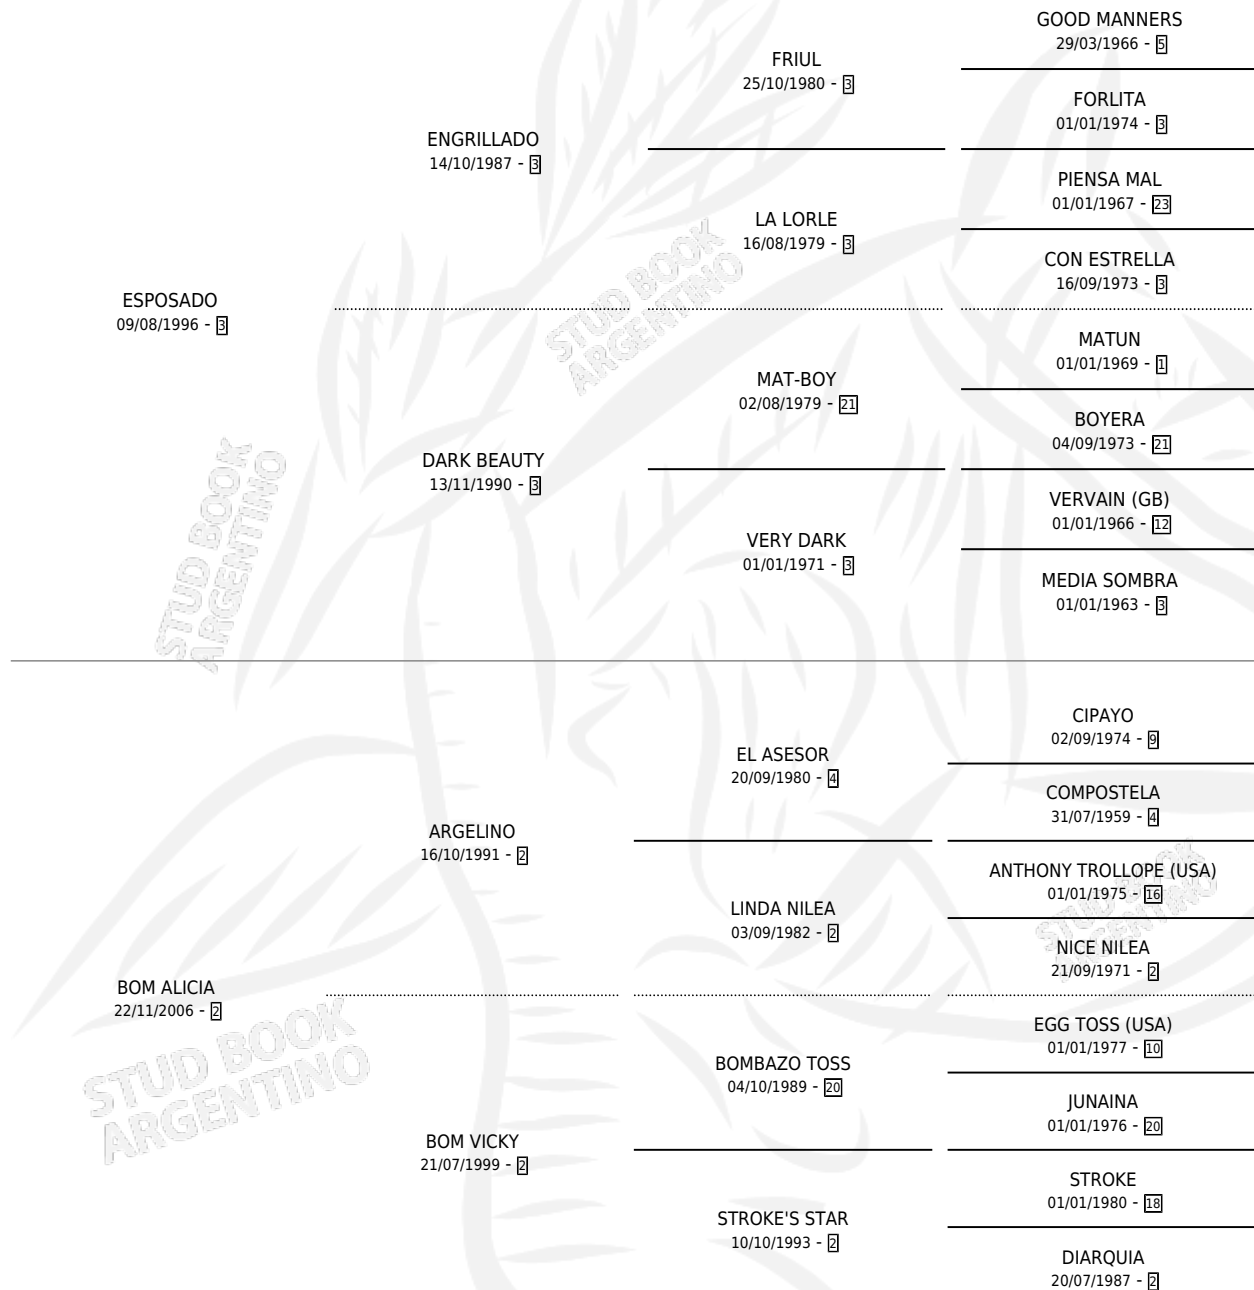 GOOD MANNERS
29/03/1966 - 5
FRIUL
25/10/1980 - 3
FORLITA
01/01/1974 - 3
ENGRILLADO
14/10/1987 - 3
PIENSA MAL
01/01/1967 - 23
LA LORLE
16/08/1979 - 3
CON ESTRELLA
16/09/1973 - 3
ESPOSADO
09/08/1996 - 3
STUD BOOK
ARGENTINO
MATUN
01/01/1969 - 1
MAT-BOY
02/08/1979 - 21
BOYERA
04/09/1973 - 21
DARK BEAUTY
13/11/1990 - 3
VERVAIN (GB)
01/01/1966 - 12
VERY DARK
01/01/1971 - 3
MEDIA SOMBRA
01/01/1963 - 3
STUD BOOK
ARGENTINO
CIPAYO
02/09/1974 - 9
EL ASESOR
20/09/1980 - 4
COMPOSTELA
31/07/1959 - 4
ARGELINO
16/10/1991 - 2
ANTHONY TROLLOPE (USA)
01/01/1975 - 16
LINDA NILEA
03/09/1982 - 2
NICE NILEA
21/09/1971 - 2
STUD BOOK
ARGENTINO
BOM ALICIA
22/11/2006 - 2
EGG TOSS (USA)
01/01/1977 - 10
BOMBAZO TOSS
04/10/1989 - 20
JUNAINA
01/01/1976 - 20
STUD BOOK
ARGENTINO
BOM VICKY
21/07/1999 - 2
STROKE
01/01/1980 - 18
STROKE'S STAR
10/10/1993 - 2
DIARQUIA
20/07/1987 - 2